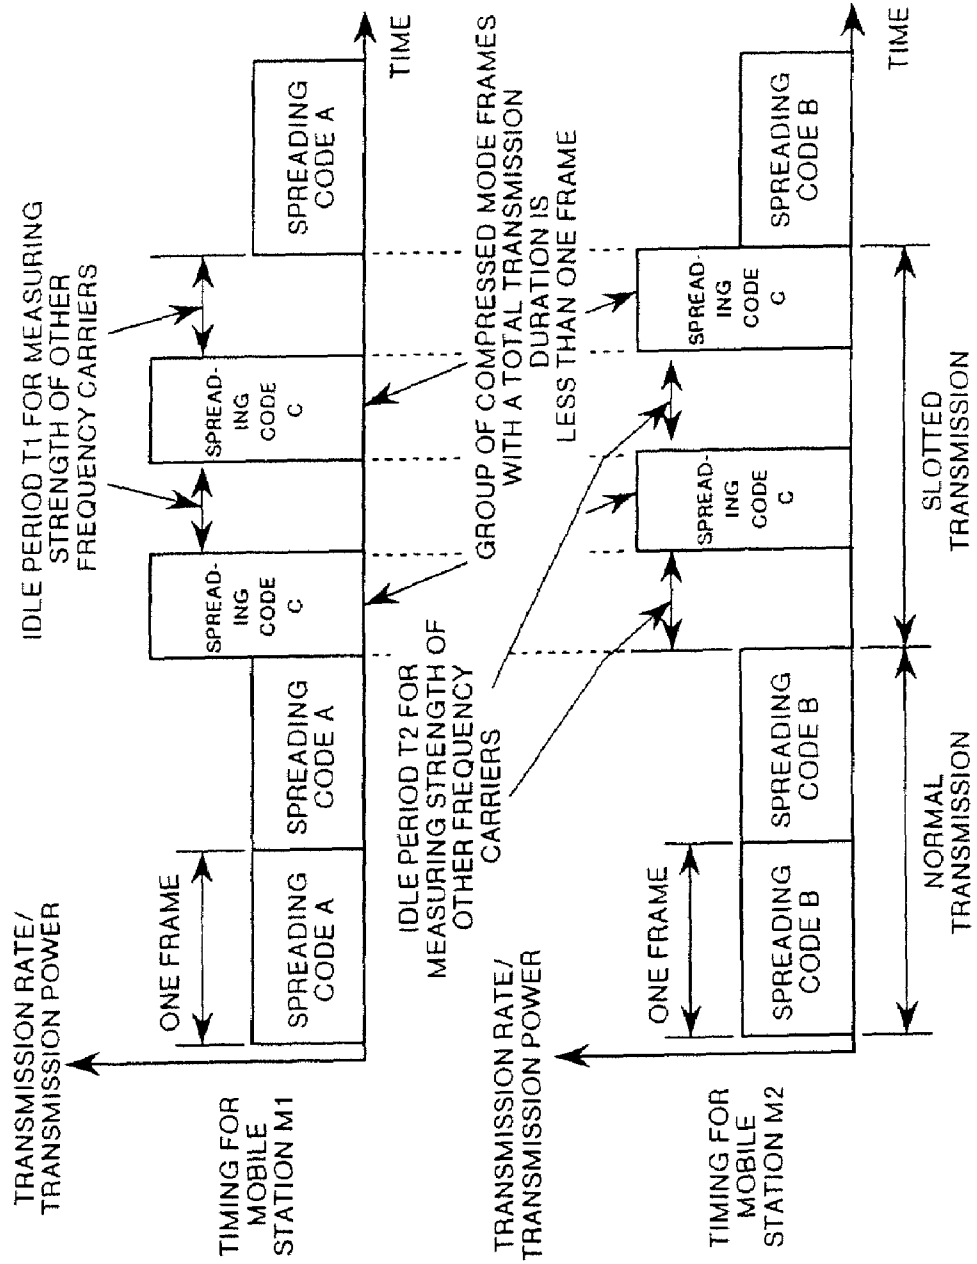 TRANSMISSION RATE/
TRANSMISSION POWER
TIMING FOR
MOBILE
STATION M1
ONE FRAME
IDLE PERIOD T1 FOR MEASURING
STRENGTH OF OTHER
FREQUENCY CARRIERS
SPREADING
CODE A
SPREADING
CODE A
SPREAD-
ING
CODE
C
SPREAD-
ING
CODE
C
SPREADING
CODE A
TIME
IDLE PERIOD T2 FOR
MEASURING STRENGTH OF
OTHER FREQUENCY
CARRIERS
GROUP OF COMPRESSED MODE FRAMES
WITH A TOTAL TRANSMISSION
DURATION IS
LESS THAN ONE FRAME
TRANSMISSION RATE/
TRANSMISSION POWER
TIMING FOR
MOBILE
STATION M2
ONE FRAME
SPREADING
CODE B
SPREADING
CODE B
SPREAD-
ING
CODE
C
SPREAD-
ING
CODE
C
SPREADING
CODE B
TIME
NORMAL
TRANSMISSION
SLOTTED
TRANSMISSION